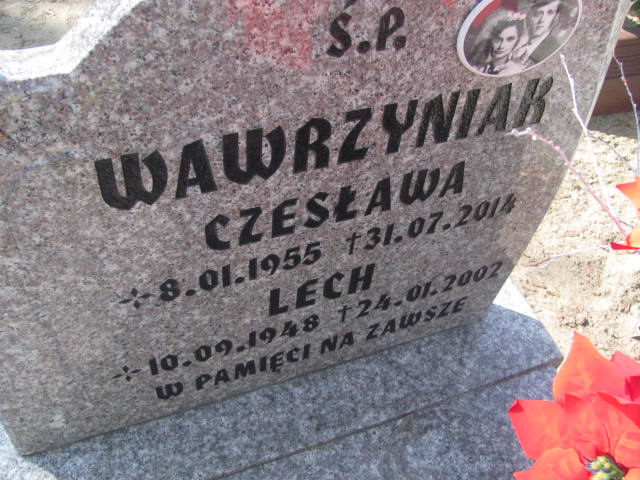 Ś.P.
WAWRZYNIAK
CZESŁAWA
8.01.1955 †31.07.2014
LECH
10.09.1948 †24.01.2002
W PAMIĘCI NA ZAWSZE